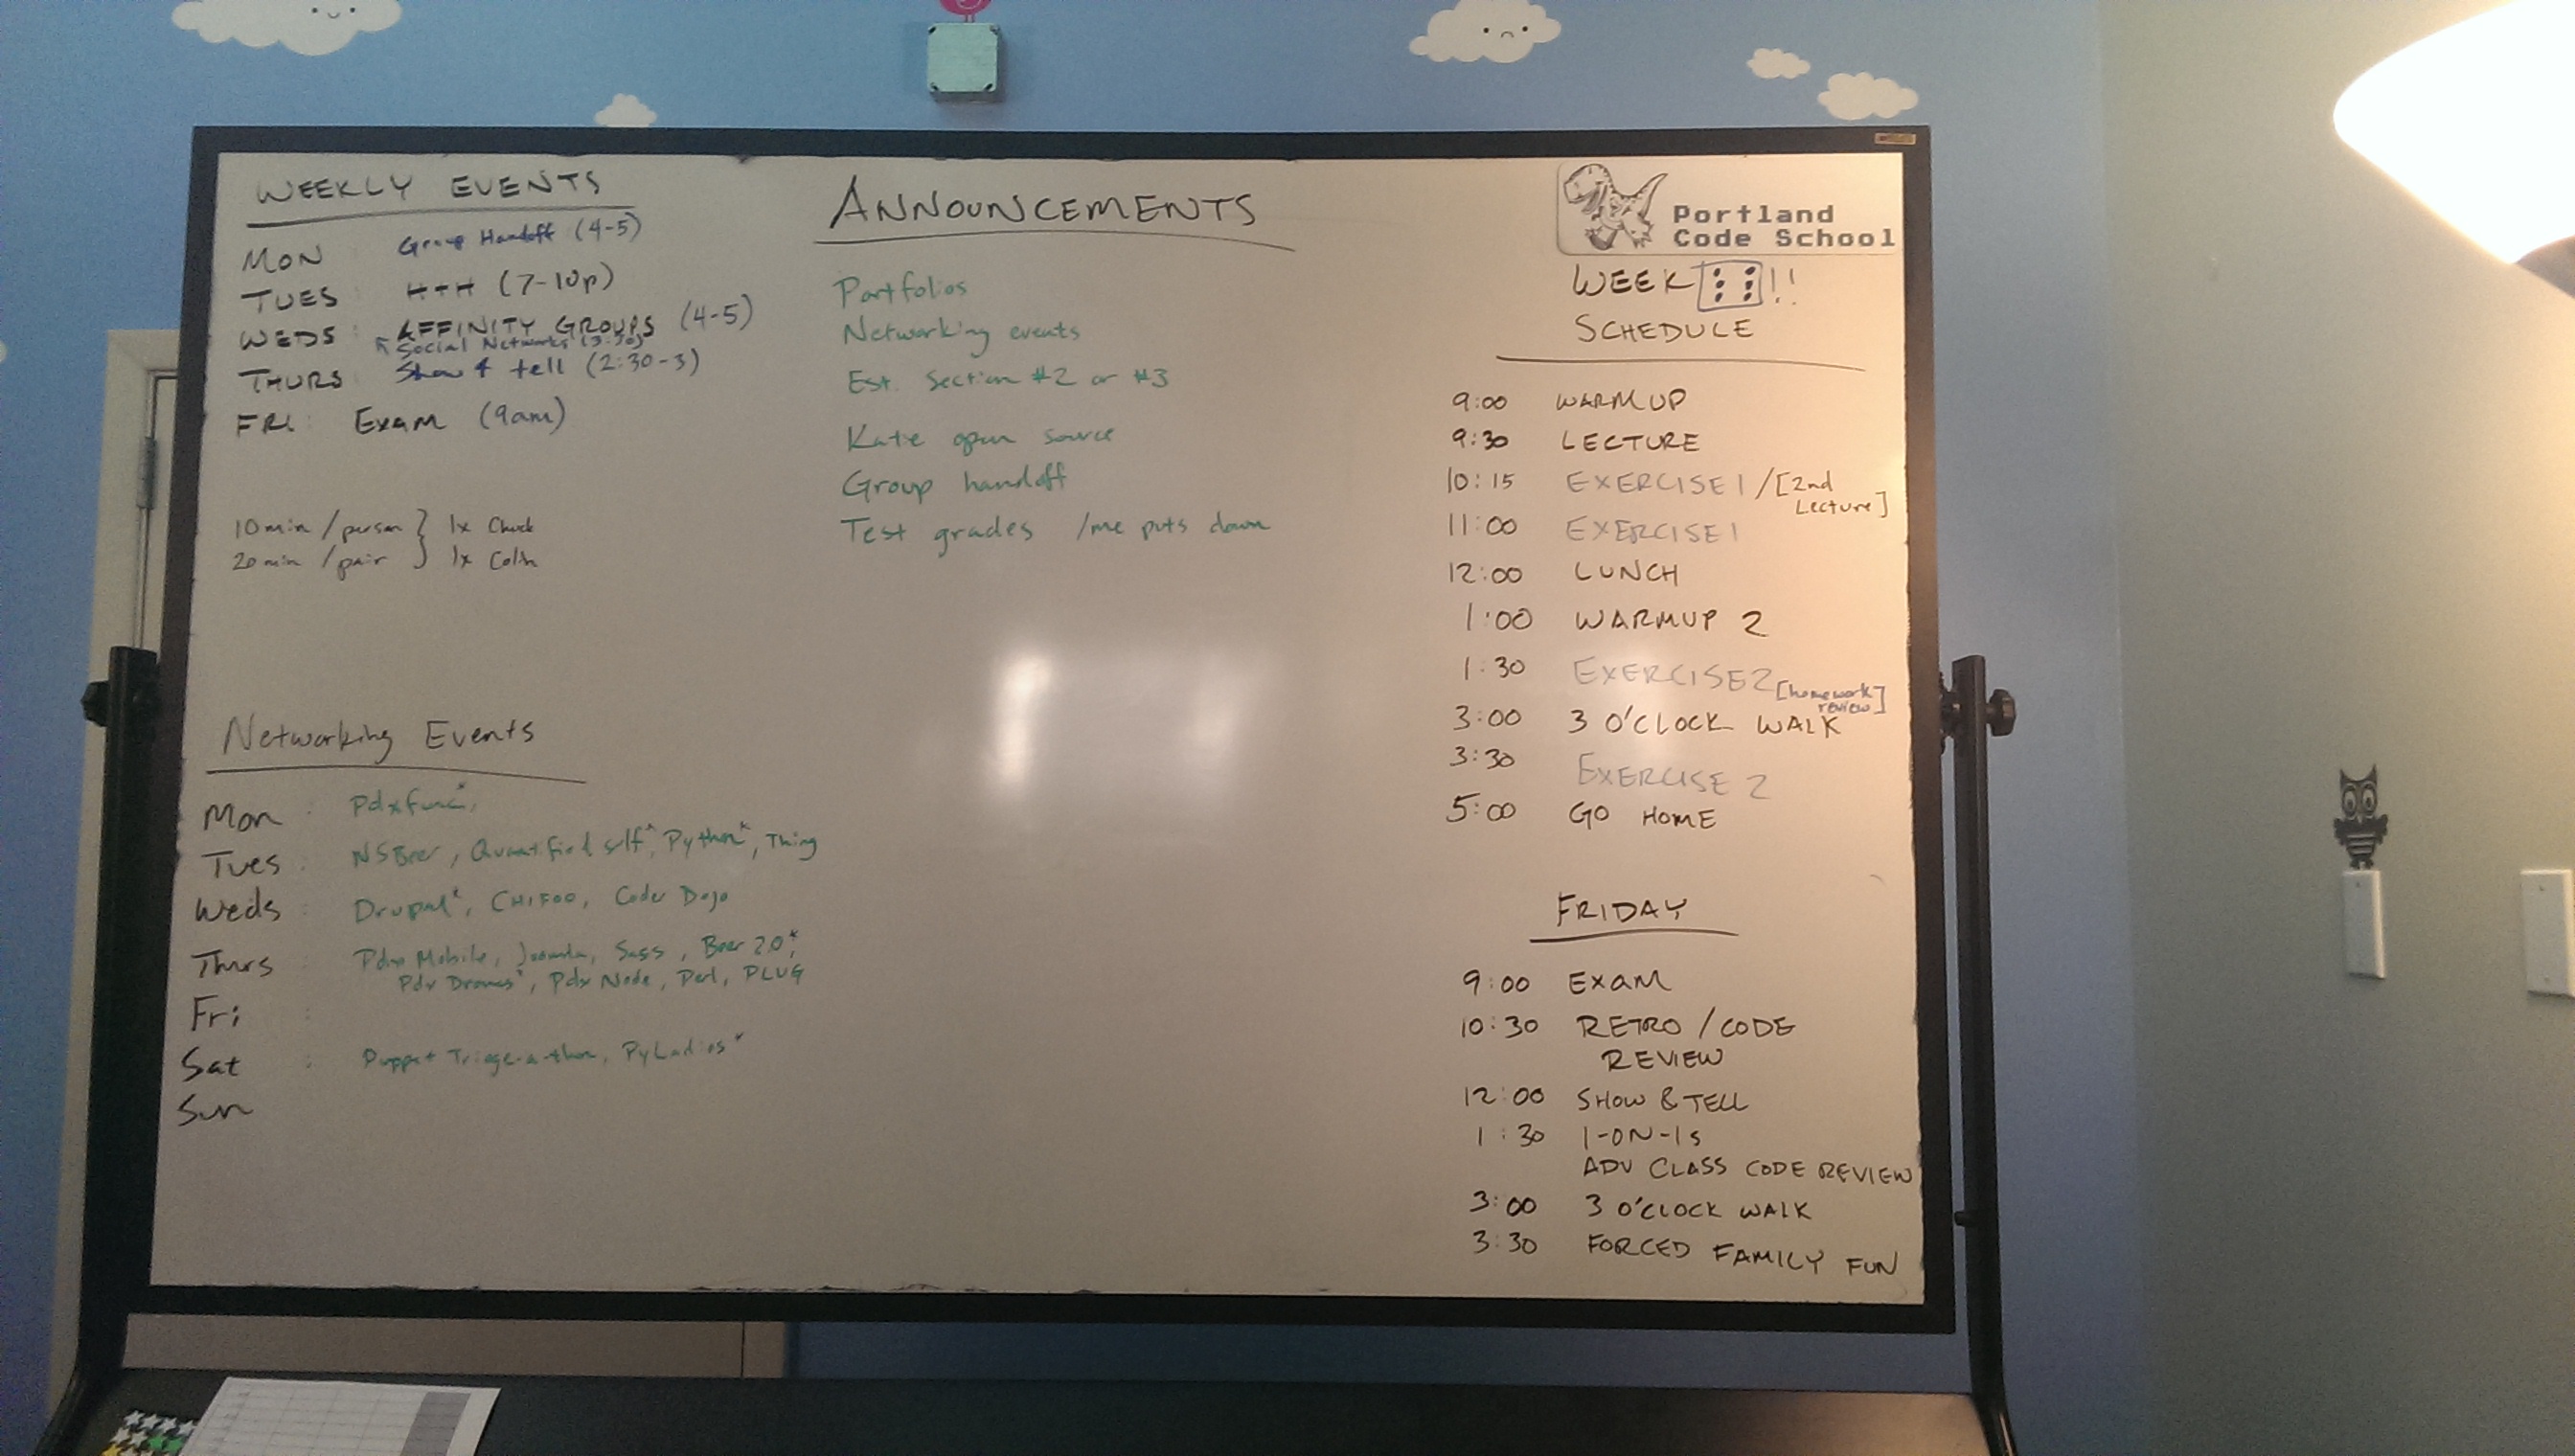 WEEKLY EVENTS
MON : Group Handoff (4-5)
TUES : H+H (7-10p)
WEDS : AFFINITY GROUPS (4-5)
Social Networks (3:30)
THURS : Show & tell (2:30-3)
FRI : EXAM (9am)
10 min / person } 1x Chuck
20 min / pair } 1x Colin
Networking Events
Mon : Pdxfunc*,
Tues : NSBeer, Quantified self*, Python*, Thing
Weds : Drupal*, CHIFOO, Coder Dojo
Thurs : Pdx Mobile, Joomla, Sass, Beer 2.0*,
Pdx Drones*, Pdx Node, Perl, PLUG
Fri :
Sat : Puppet Triage-a-thon, PyLadies*
Sun
ANNOUNCEMENTS
Portfolios
Networking events
Est. Section #2 or #3
Katie open source
Group handoff
Test grades /me puts down
Portland
Code School
WEEK !!
SCHEDULE
9:00 WARMUP
9:30 LECTURE
10:15 EXERCISE 1 / [2nd
Lecture]
11:00 EXERCISE 1
12:00 LUNCH
1:00 WARMUP 2
1:30 EXERCISE 2 [homework
review]
3:00 3 O'CLOCK WALK
3:30 EXERCISE 2
5:00 GO HOME
FRIDAY
9:00 EXAM
10:30 RETRO / CODE
REVIEW
12:00 SHOW & TELL
1:30 1-ON-1s
ADV CLASS CODE REVIEW
3:00 3 O'CLOCK WALK
3:30 FORCED FAMILY FUN